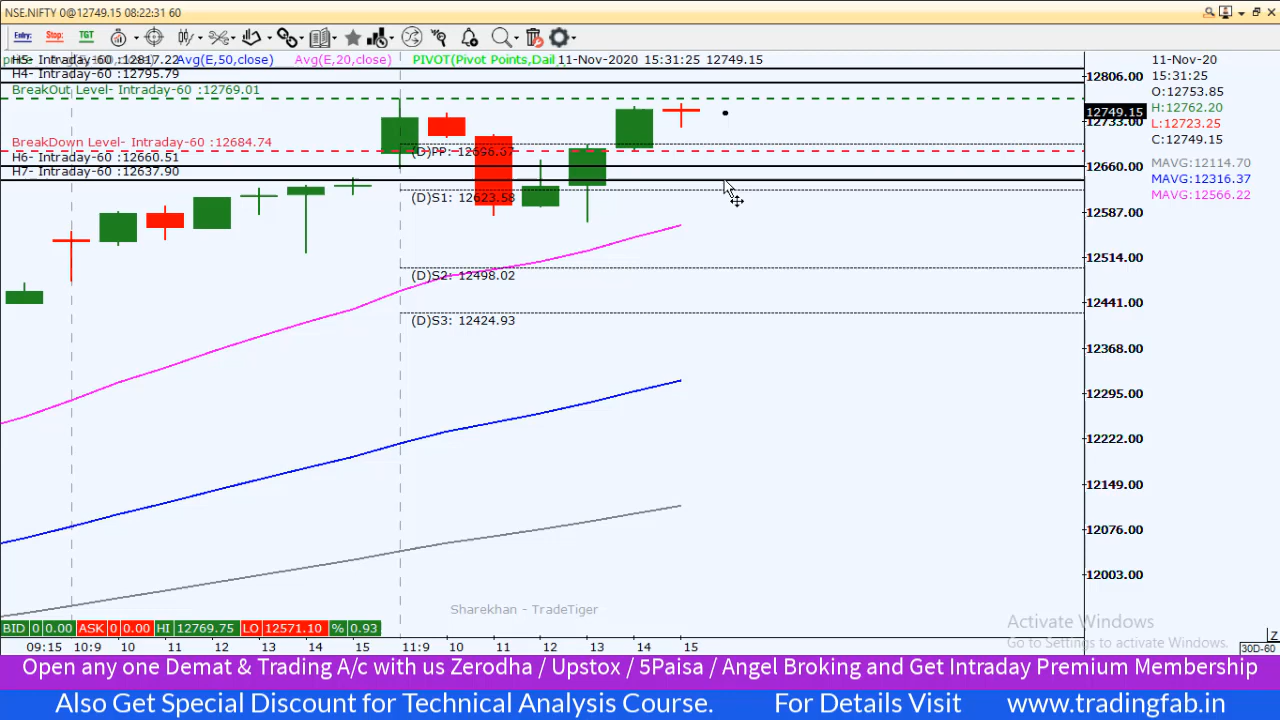 NSE.NIFTY 0@12749.15 08:22:31 60
Entry:
Stop:
TGT
H5- Intraday-60 :12817.22 Avg(E,50,close) Avg(E,20,close) PIVOT(Pivot Points,Dail 11-Nov-2020 15:31:25 12749.15
H4- Intraday-60 :12795.79
BreakOut Level- Intraday-60 :12769.01
BreakDown Level- Intraday-60 :12684.74
H6- Intraday-60 :12660.51
H7- Intraday-60 :12637.90
(D)PP: 12696.37
(D)S1: 12623.58
(D)S2: 12498.02
(D)S3: 12424.93
12806.00
12749.15
12733.00
12660.00
12587.00
12514.00
12441.00
12368.00
12295.00
12222.00
12149.00
12076.00
12003.00
11-Nov-20
15:31:25
O:12753.85
H:12762.20
L:12723.25
C:12749.15
MAVG:12114.70
MAVG:12316.37
MAVG:12566.22
Sharekhan - TradeTiger
Activate Windows
Go to Settings to activate Windows.
BID 0 0.00 ASK 0 0.00 HI 12769.75 LO 12571.10 % 0.93
09:15 10:9 10 11 12 13 14 15 11:9 10 11 12 13 14 15
Z
30D-60
Open any one Demat & Trading A/c with us Zerodha / Upstox / 5Paisa / Angel Broking and Get Intraday Premium Membership
Also Get Special Discount for Technical Analysis Course. For Details Visit www.tradingfab.in